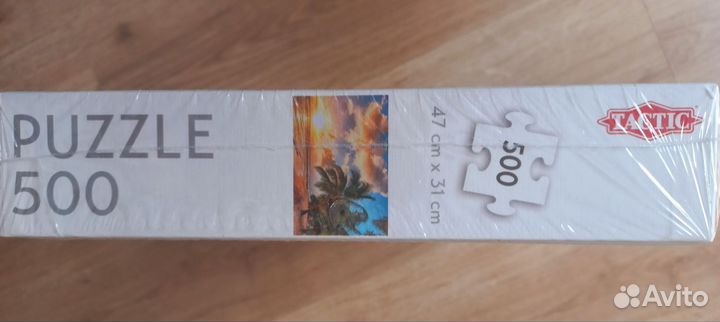 PUZZLE
500
47 cm x 31 cm
500
TACTIC
Avito